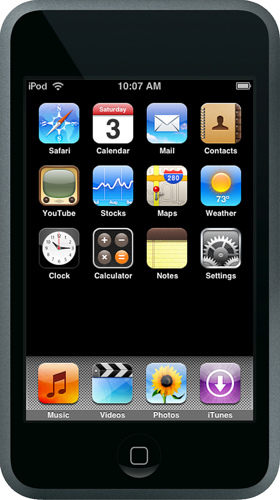 iPod 10:07 AM
Saturday
3
Safari Calendar Mail Contacts
280
73°
YouTube Stocks Maps Weather
Clock Calculator Notes Settings
Music Videos Photos iTunes